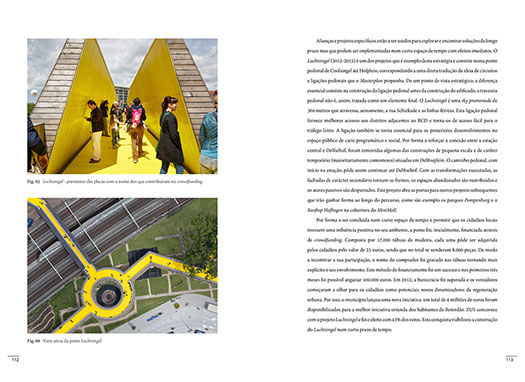 Fig. 65 Luchtsingel - pormenor das placas com o nome dos que contribuíram no crowdfunding.
Fig. 66 Vista aérea da ponte Luchtsingel.
112
Alianças e projetos específicos estão a ser usados para explorar e encontrar soluções de longo
prazo mas que podem ser implementadas num curto espaço de tempo com efeitos imediatos. O
Luchtsingel (2012-2015) é um dos projetos que é exemplo desta estratégia e consiste numa ponte
pedonal de Coolsingel até Hofplein, correspondendo a uma direta tradução da ideia de circuitos
e ligações pedonais que o Masterplan propunha. De um ponto de vista estratégico, a diferença
essencial consiste na construção da ligação pedonal antes da construção do edificado, a travessia
pedonal não é, assim, tratada como um elemento final. O Luchtsingel é uma sky promenade de
360 metros que atravessa, aereamente, a rua Schiekade e as linhas férreas. Esta ligação pedonal
fornece melhores acessos aos distritos adjacentes ao RCD e torna-os de acesso fácil para o
tráfego lento. A ligação também se torna essencial para os posteriores desenvolvimentos no
espaço público de cariz programático e social. Por forma a reforçar a conexão entre a estação
central e Delftsehof, foram removidas algumas das construções de pequena escala e de caráter
temporário (maioritariamente contentores) situadas em Delftseplein. O caminho pedonal, com
início na estação, pôde assim continuar até Delftsehof. Com as transformações executadas, as
fachadas de carácter secundário tornam-se frentes, os espaços abandonados são reutilizados e
os atores passivos são despertados. Este projeto abre as portas para outros projetos subsequentes
que irão ganhar forma ao longo do percurso, como são exemplo os parques Pompenburg e o
Rooftop Hofbogen na cobertura do MiniMall.
Por forma a ser concluída num curto espaço de tempo e permitir que os cidadãos locais
tivessem uma influência positiva no seu ambiente, a ponte foi, inicialmente, financiada através
de crowdfunding. Composta por 17,000 tábuas de madeira, cada uma pôde ser adquirida
pelos cidadãos pelo valor de 25 euros, sendo que no total se venderam 8.000 peças. De modo
a incentivar a sua participação, o nome do comprador foi gravado nas tábuas tornando mais
explícito o seu envolvimento. Este método de financiamento foi um sucesso e nos primeiros três
meses foi possível angariar 100.000 euros. Em 2012, a burocracia foi superada e os vereadores
começaram a olhar para os cidadãos como potenciais novos dinamizadores da regeneração
urbana. Por isso, o município lançou uma nova iniciativa: um total de 4 milhões de euros foram
disponibilizados para a melhor iniciativa oriunda dos habitantes de Roterdão. ZUS concorreu
com o projeto Luchtsingel e foi o eleito com 43% dos votos. Esta conquista viabilizou a construção
do Luchtsingel num curto prazo de tempo.
113